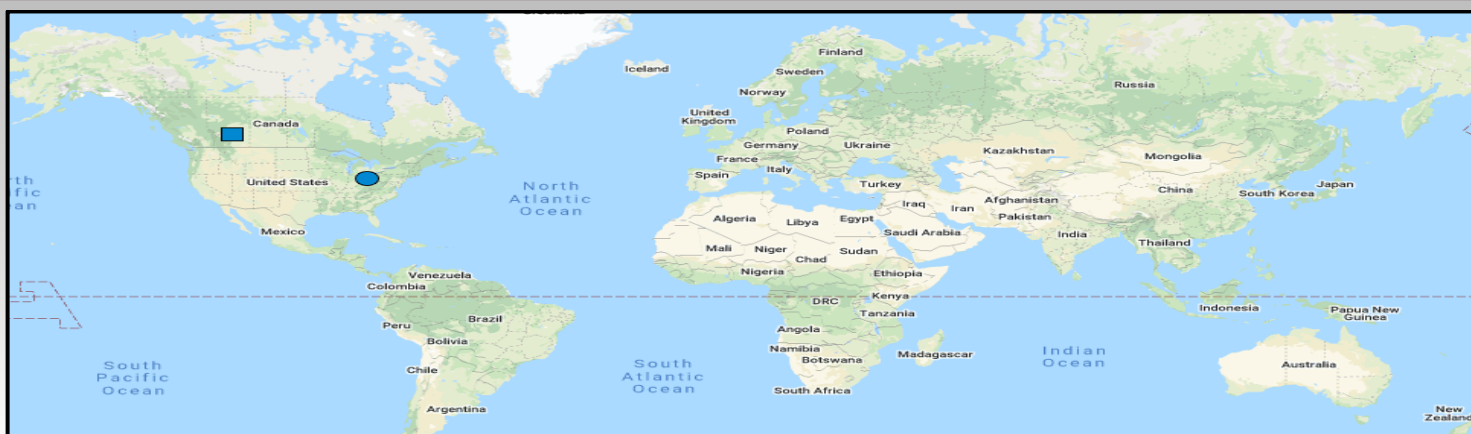 Iceland
Finland
Sweden
Norway
Russia
United
Kingdom
Canada
Poland
Germany
Ukraine
France
Kazakhstan
Mongolia
Italy
Spain
United States
Turkey
North
Atlantic
Ocean
China
South Korea
Japan
Afghanistan
Iraq
Iran
Pakistan
Algeria
Libya
Egypt
Saudi Arabia
Mexico
India
Thailand
Mali
Niger
Chad
Sudan
Nigeria
Ethiopia
Venezuela
Colombia
DRC
Kenya
Brazil
Tanzania
Indonesia
Papua New
Guinea
Peru
Angola
Bolivia
Namibia
Botswana
Madagascar
Indian
Ocean
South
Pacific
Ocean
Chile
South
Atlantic
Ocean
Australia
South Africa
Argentina
New
Zealand